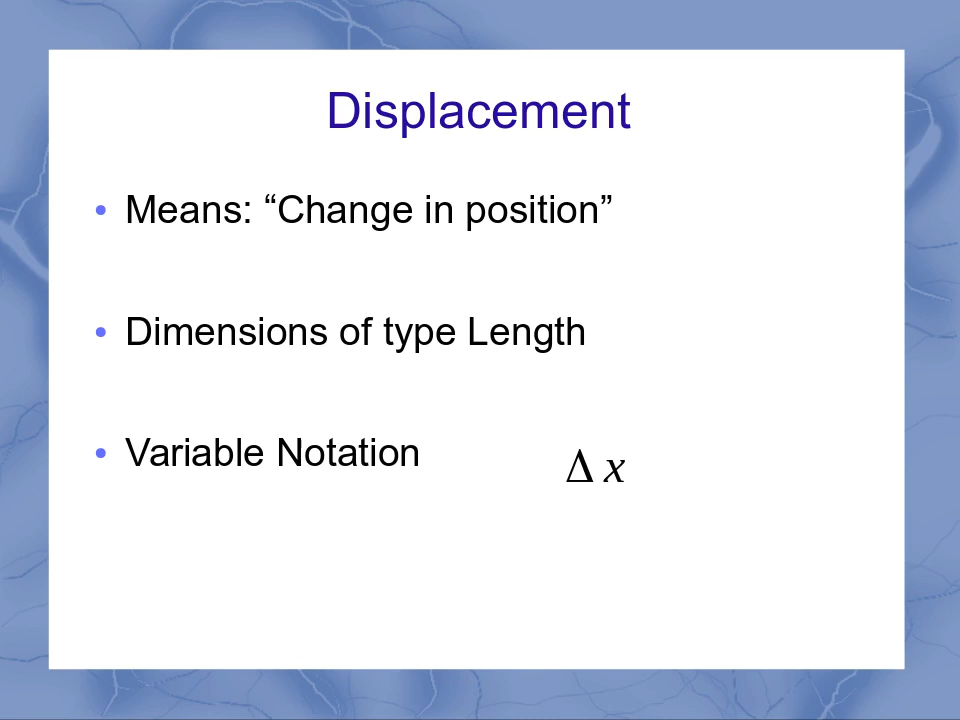 Displacement
• Means: “Change in position”
• Dimensions of type Length
• Variable Notation Δ x